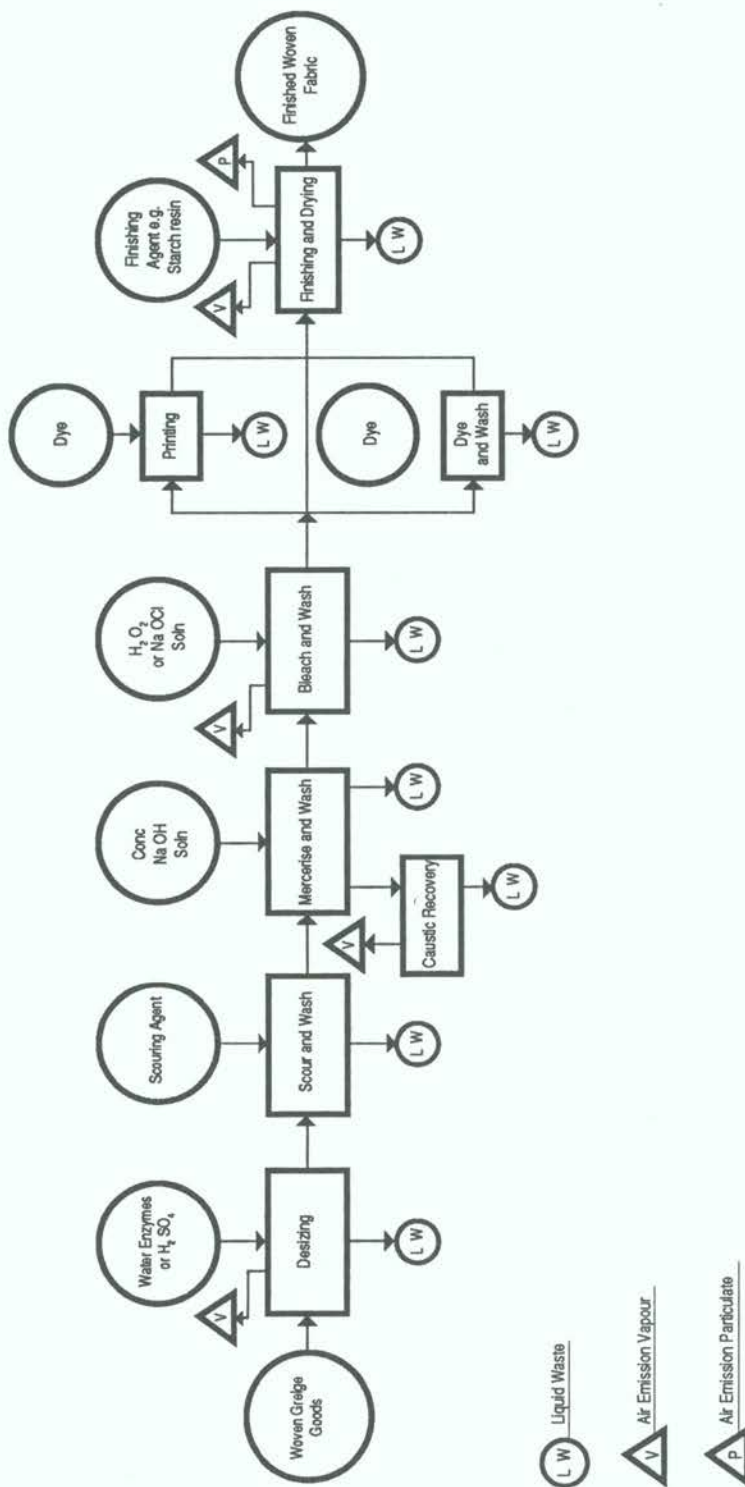 Woven Greige
Goods
Water Enzymes
or H₂ SO₄
V
Desizing
L W
Scouring Agent
Scour and Wash
L W
Conc
Na OH
Soln
Mercerise and Wash
L W
V
Caustic Recovery
L W
H₂ O₂
or Na OCl
Soln
V
Bleach and Wash
L W
Dye
Printing
L W
Dye
Dye
and Wash
L W
Finishing
Agent e.g.
Starch resin
V
P
Finishing and Drying
L W
Finished Woven
Fabric
L W Liquid Waste
V Air Emission Vapour
P Air Emission Particulate